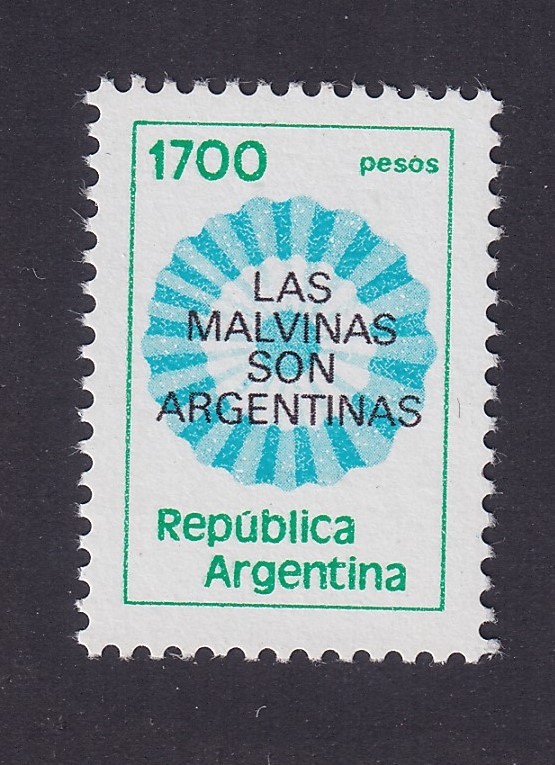 1700 pesos
LAS
MALVINAS
SON
ARGENTINAS
República
Argentina